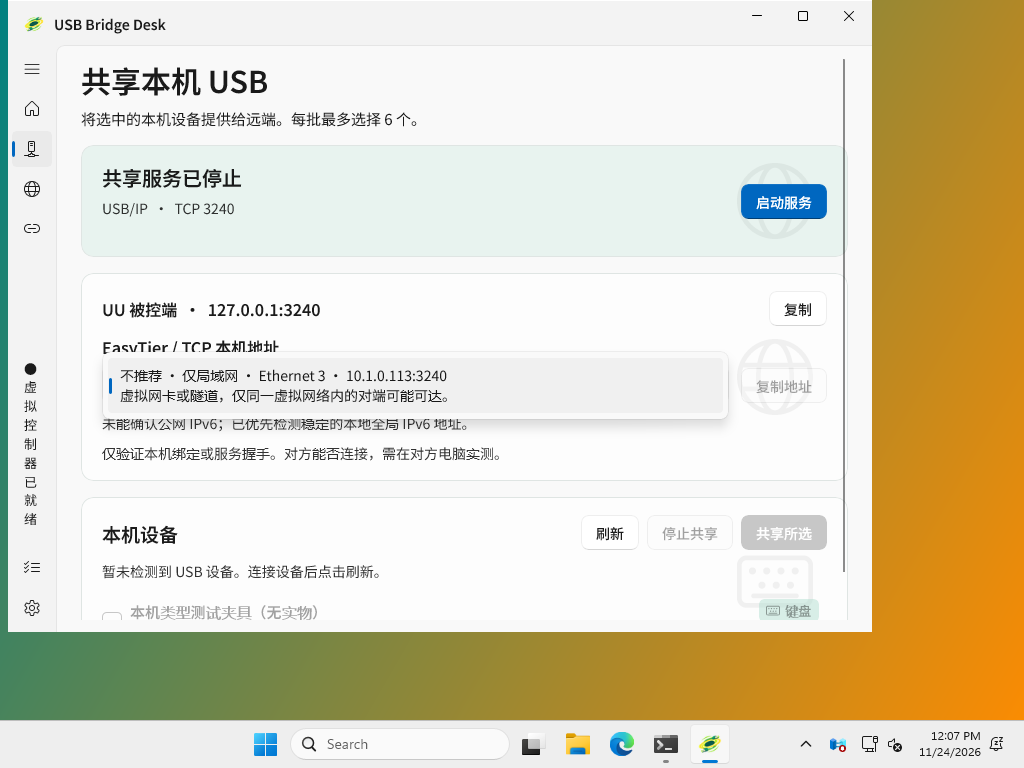 USB Bridge Desk
共享本机 USB
将选中的本机设备提供给远端。每批最多选择 6 个。
共享服务已停止
USB/IP · TCP 3240
启动服务
UU 被控端 · 127.0.0.1:3240
复制
EasyTier / TCP 本机地址
不推荐 · 仅局域网 · Ethernet 3 · 10.1.0.113:3240
虚拟网卡或隧道，仅同一虚拟网络内的对端可能可达。
复制地址
未能确认公网 IPv6；已优先检测稳定的本地全局 IPv6 地址。
仅验证本机绑定或服务握手。对方能否连接，需在对方电脑实测。
本机设备
刷新
停止共享
共享所选
暂未检测到 USB 设备。连接设备后点击刷新。
本机类型测试夹具（无实物）
键盘
虚拟控制器已就绪
Search
12:07 PM
11/24/2026